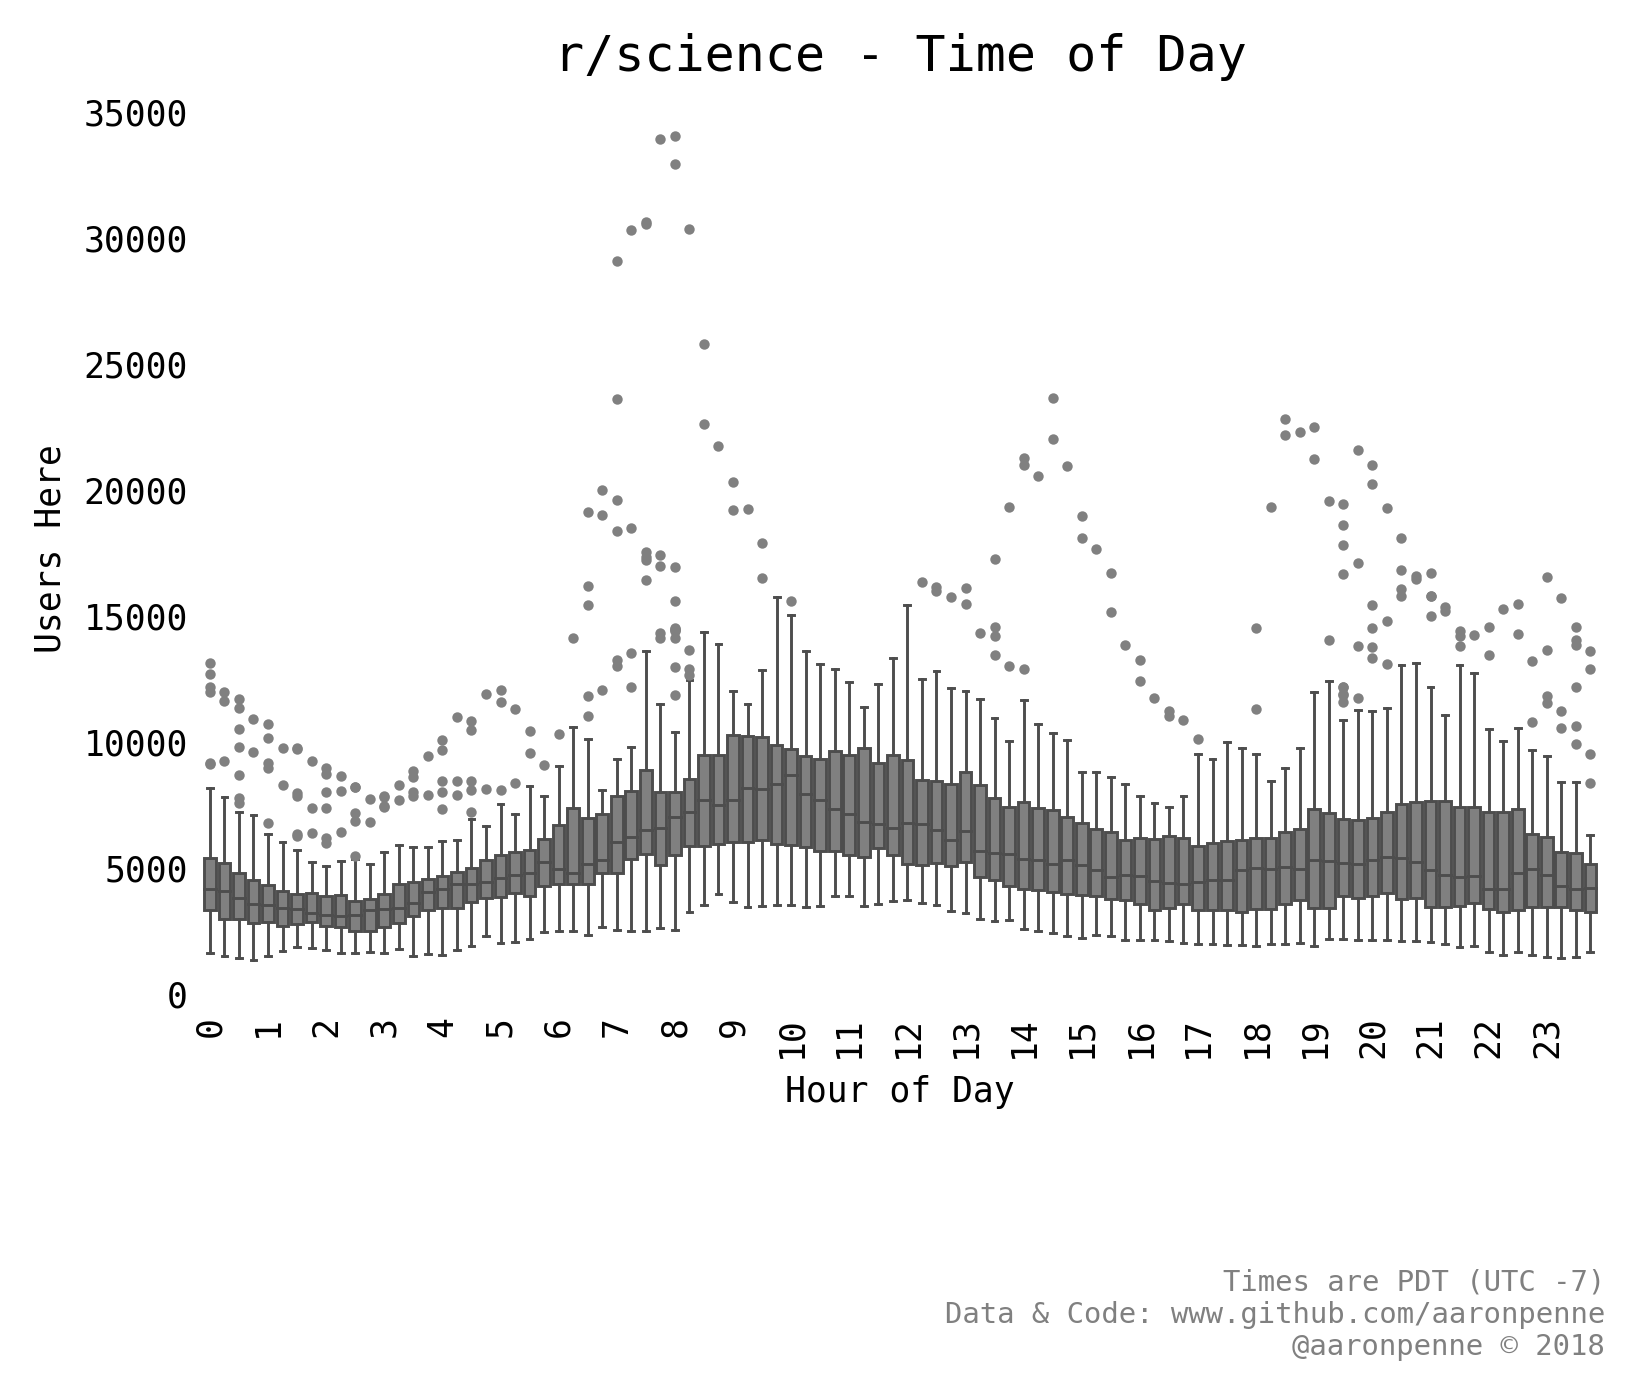 r/science - Time of Day
35000
30000
25000
20000
15000
10000
5000
0
Users Here
0 1 2 3 4 5 6 7 8 9 10 11 12 13 14 15 16 17 18 19 20 21 22 23
Hour of Day
Times are PDT (UTC -7)
Data & Code: www.github.com/aaronpenne
@aaronpenne © 2018